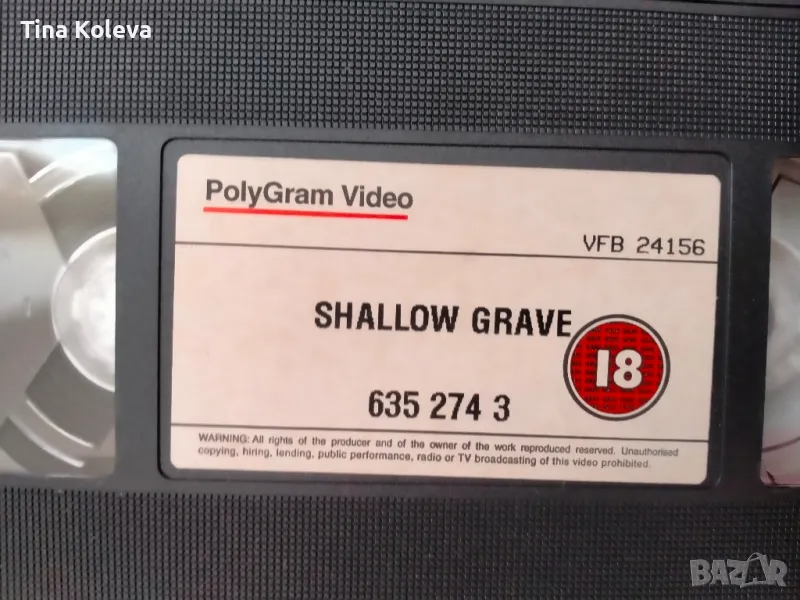 Tina Koleva
PolyGram Video
VFB 24156
SHALLOW GRAVE
18
635 274 3
WARNING: All rights of the producer and of the owner of the work reproduced reserved. Unauthorised
copying, hiring, lending, public performance, radio or TV broadcasting of this video prohibited.
BAZAR